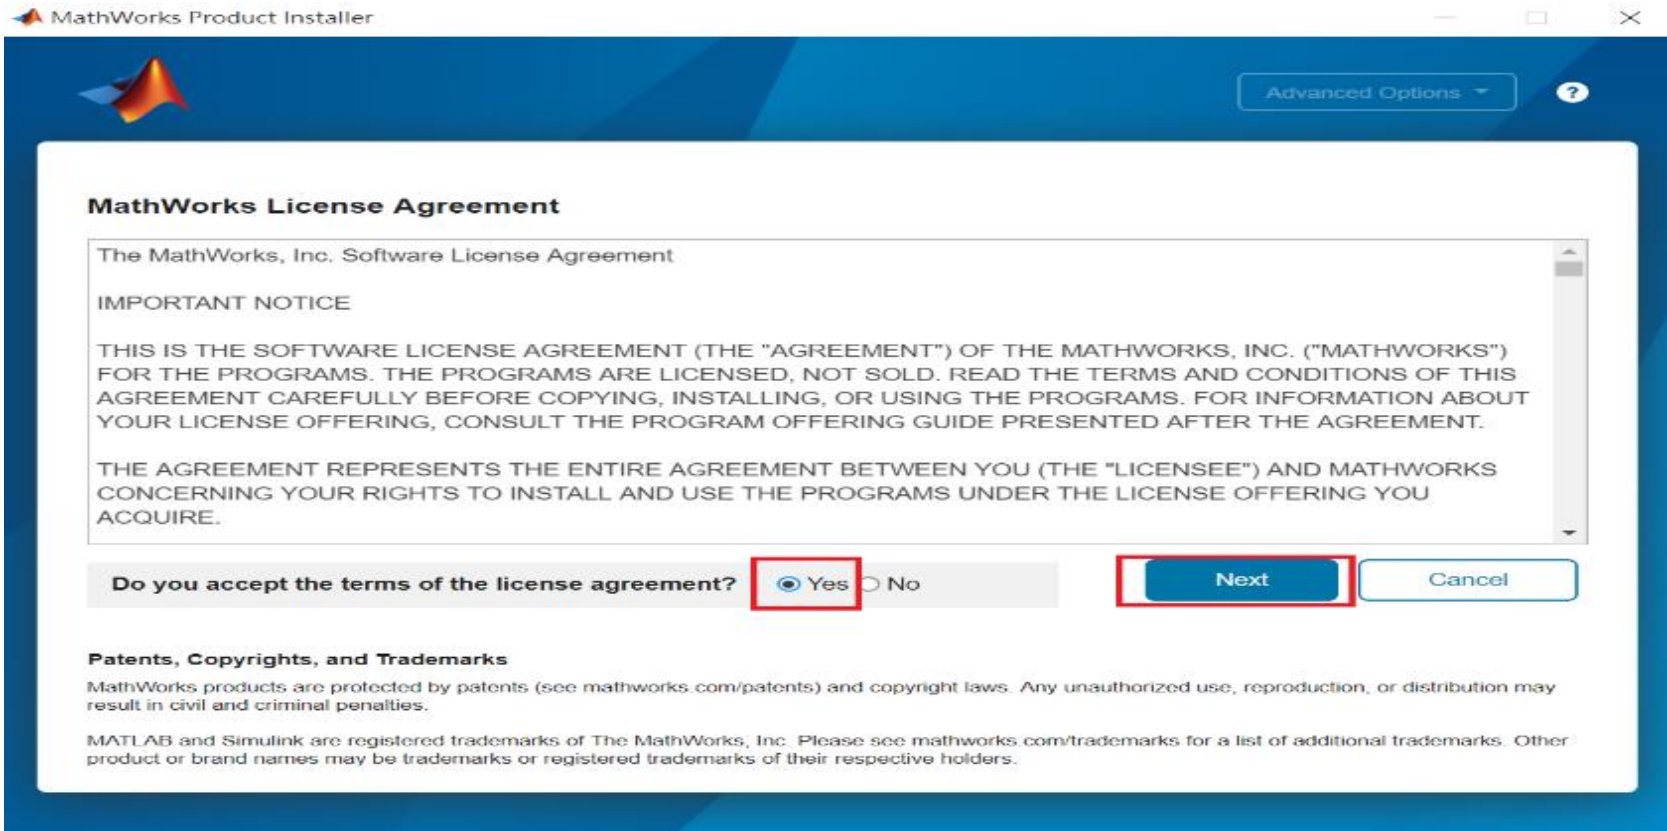 MathWorks Product Installer
Advanced Options
?
MathWorks License Agreement
The MathWorks, Inc. Software License Agreement
IMPORTANT NOTICE
THIS IS THE SOFTWARE LICENSE AGREEMENT (THE "AGREEMENT") OF THE MATHWORKS, INC. ("MATHWORKS")
FOR THE PROGRAMS. THE PROGRAMS ARE LICENSED, NOT SOLD. READ THE TERMS AND CONDITIONS OF THIS
AGREEMENT CAREFULLY BEFORE COPYING, INSTALLING, OR USING THE PROGRAMS. FOR INFORMATION ABOUT
YOUR LICENSE OFFERING, CONSULT THE PROGRAM OFFERING GUIDE PRESENTED AFTER THE AGREEMENT.
THE AGREEMENT REPRESENTS THE ENTIRE AGREEMENT BETWEEN YOU (THE "LICENSEE") AND MATHWORKS
CONCERNING YOUR RIGHTS TO INSTALL AND USE THE PROGRAMS UNDER THE LICENSE OFFERING YOU
ACQUIRE.
Do you accept the terms of the license agreement? Yes No
Next Cancel
Patents, Copyrights, and Trademarks
MathWorks products are protected by patents (see mathworks.com/patents) and copyright laws. Any unauthorized use, reproduction, or distribution may
result in civil and criminal penalties.
MATLAB and Simulink are registered trademarks of The MathWorks, Inc. Please see mathworks.com/trademarks for a list of additional trademarks. Other
product or brand names may be trademarks or registered trademarks of their respective holders.